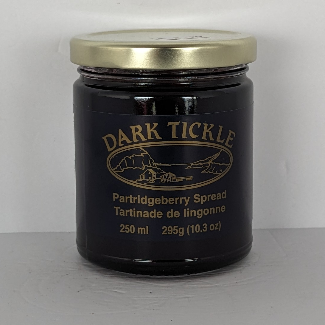 DARK TICKLE
Partridgeberry Spread
Tartinade de lingonne
250 ml 295g (10.3 oz)